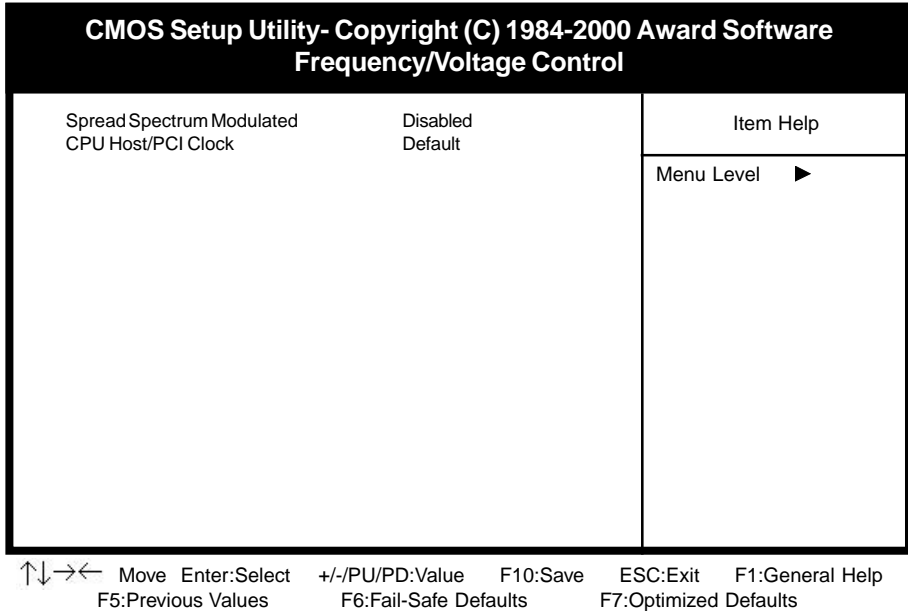 CMOS Setup Utility- Copyright (C) 1984-2000 Award Software
Frequency/Voltage Control
Spread Spectrum Modulated Disabled
CPU Host/PCI Clock Default
Item Help
Menu Level ►
↑↓→← Move Enter:Select +/-/PU/PD:Value F10:Save ESC:Exit F1:General Help
F5:Previous Values F6:Fail-Safe Defaults F7:Optimized Defaults